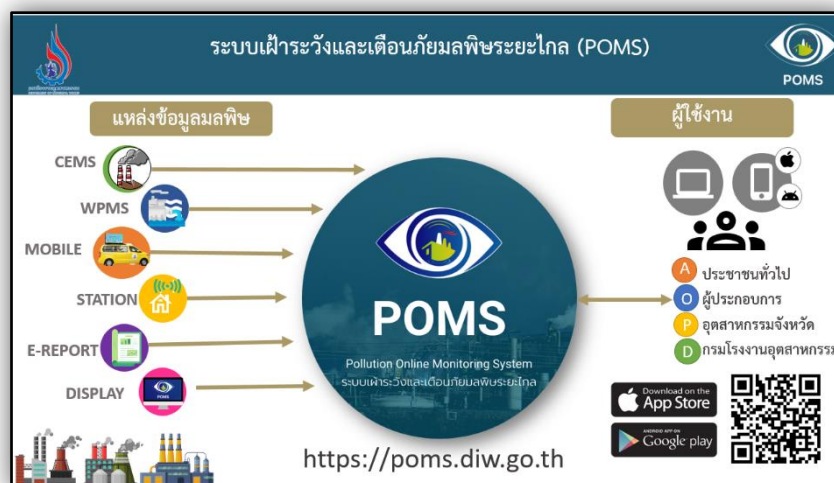 ระบบเฝ้าระวังและเตือนภัยมลพิษระยะไกล (POMS)
POMS
แหล่งข้อมูลมลพิษ
ผู้ใช้งาน
CEMS
WPMS
MOBILE
STATION
E-REPORT
DISPLAY
POMS
Pollution Online Monitoring System
ระบบเฝ้าระวังและเตือนภัยมลพิษระยะไกล
https://poms.diw.go.th
A ประชาชนทั่วไป
O ผู้ประกอบการ
P อุตสาหกรรมจังหวัด
D กรมโรงงานอุตสาหกรรม
Download on the
App Store
ANDROID APP ON
Google play